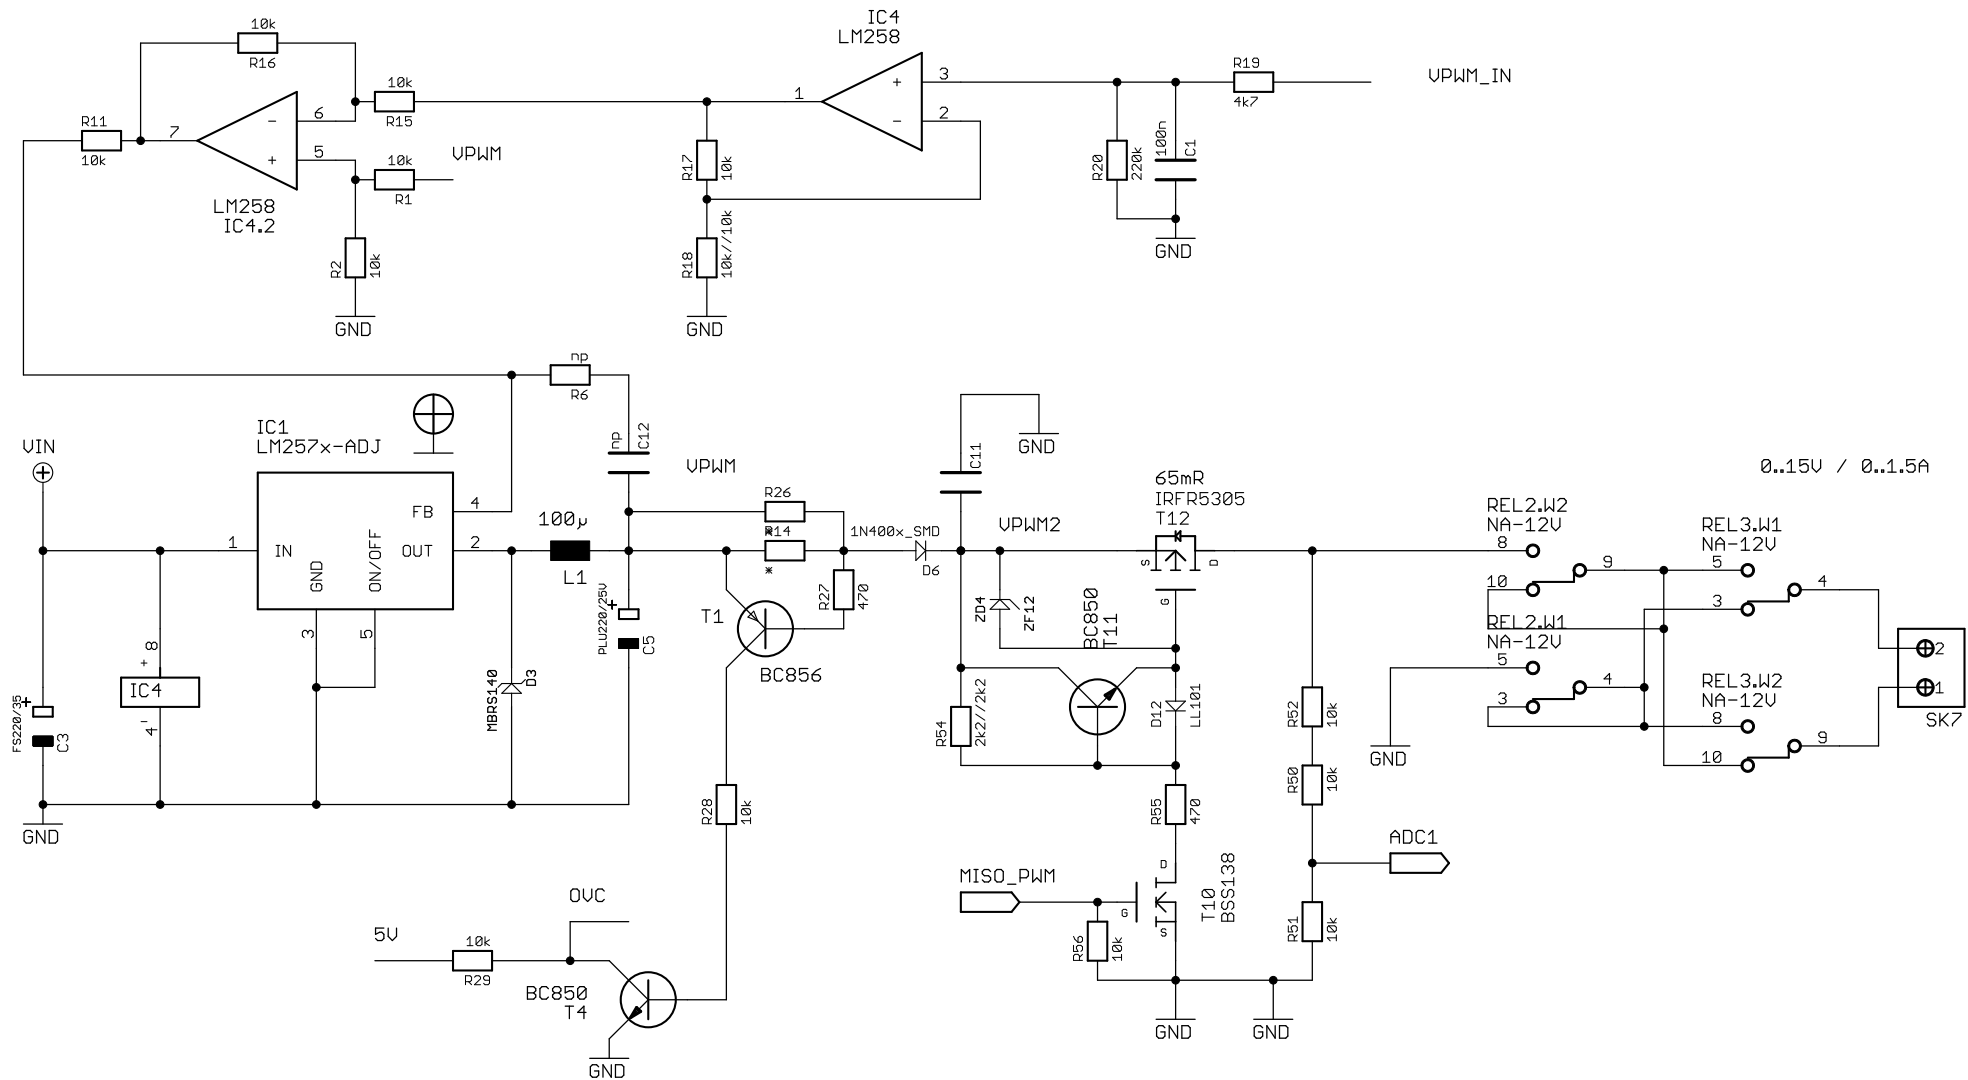 10k
R16
IC4
LM258
3
R19
4k7
VPWM_IN
10k
R15
1
+
-
2
R11
10k
7
-
+
6
5
VPWM
10k
R1
LM258
IC4.2
R17
10k
R20
220k
100n
C1
GND
R2
10k
GND
R18
10k//10k
GND
np
R6
VIN
IC1
LM257x-ADJ
np
C12
VPWM
C11
GND
FB
4
1
IN
OUT
2
GND
ON/OFF
3
5
100µ
L1
R26
R14
*
*
1N400x_SMD
D6
VPWM2
65mR
IRFR5305
T12
S
D
G
0..15V / 0..1.5A
REL2.W2
NA-12V
8
10
9
REL3.W1
NA-12V
5
3
4
REL2.W1
NA-12V
5
3
4
REL3.W2
NA-12V
8
10
9
2
1
SK7
GND
+
8
IC4
-
4
FS220/35
+
C3
GND
MBRS140
D3
PLU220/25V
+
C5
T1
BC856
R27
470
ZD4
ZF12
BC850
T11
R54
2k2//2k2
D12
LL101
R52
10k
R50
10k
R28
10k
R55
470
ADC1
MISO_PWM
D
G
S
T10
BSS138
R56
10k
R51
10k
GND
GND
OVC
5V
10k
R29
BC850
T4
GND